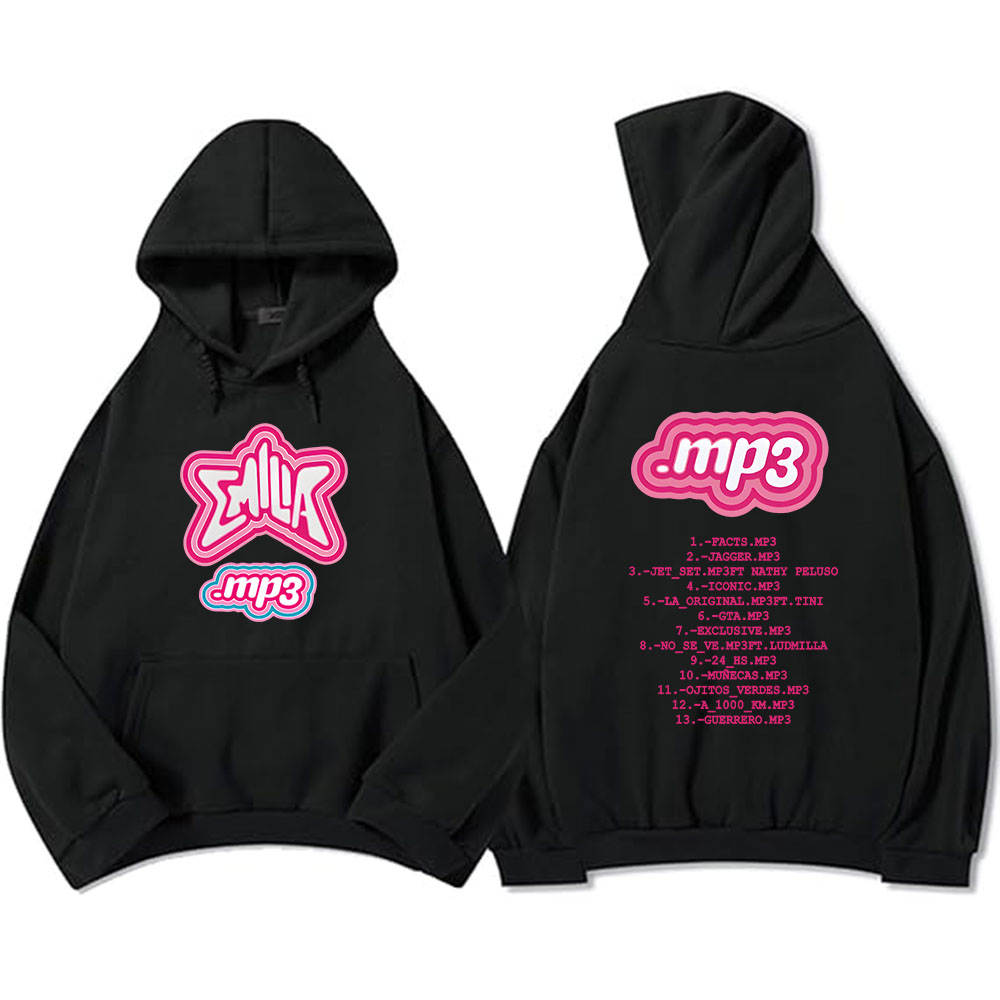 EMILIA
.mp3
.mp3
1.-FACTS.MP3
2.-JAGGER.MP3
3.-JET_SET.MP3FT NATHY PELUSO
4.-ICONIC.MP3
5.-LA_ORIGINAL.MP3FT.TINI
6.-GTA.MP3
7.-EXCLUSIVE.MP3
8.-NO_SE_VE.MP3FT.LUDMILLA
9.-24_HS.MP3
10.-MUÑECAS.MP3
11.-OJITOS_VERDES.MP3
12.-A_1000_KM.MP3
13.-GUERRERO.MP3